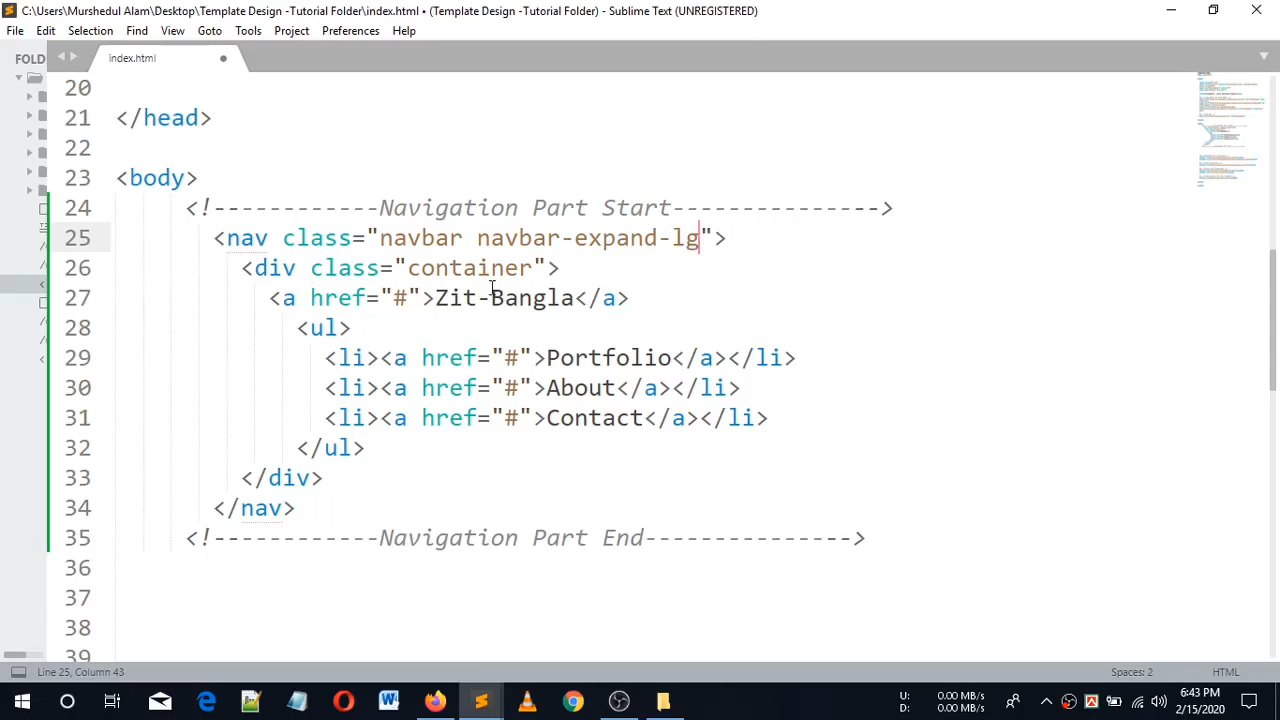 C:\Users\Murshedul Alam\Desktop\Template Design -Tutorial Folder\index.html • (Template Design -Tutorial Folder) - Sublime Text (UNREGISTERED)
File Edit Selection Find View Goto Tools Project Preferences Help
FOLD
index.html
20
21 </head>
22
23 <body>
24 <!------------Navigation Part Start--------------->
25 <nav class="navbar navbar-expand-lg">
26 <div class="container">
27 <a href="#">Zit-Bangla</a>
28 <ul>
29 <li><a href="#">Portfolio</a></li>
30 <li><a href="#">About</a></li>
31 <li><a href="#">Contact</a></li>
32 </ul>
33 </div>
34 </nav>
35 <!------------Navigation Part End--------------->
36
37
38
39
Line 25, Column 43
Spaces: 2
HTML
U: 0.00 MB/s
D: 0.00 MB/s
6:43 PM
2/15/2020